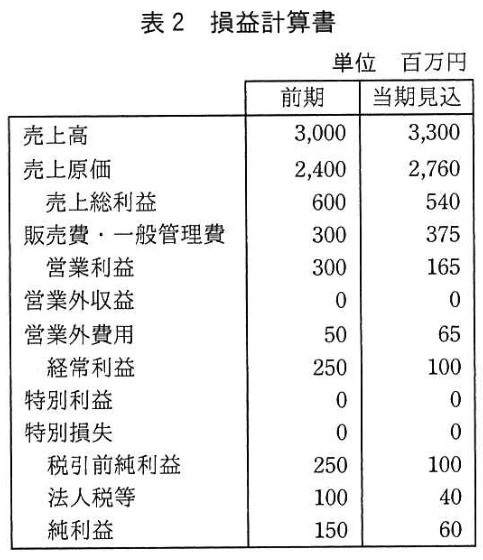 表2 損益計算書
単位 百万円
前期 当期見込
売上高 3,000 3,300
売上原価 2,400 2,760
売上総利益 600 540
販売費・一般管理費 300 375
営業利益 300 165
営業外収益 0 0
営業外費用 50 65
経常利益 250 100
特別利益 0 0
特別損失 0 0
税引前純利益 250 100
法人税等 100 40
純利益 150 60